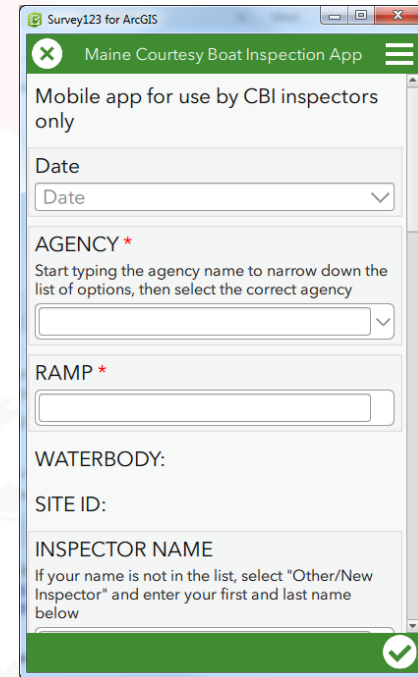 Survey123 for ArcGIS
Maine Courtesy Boat Inspection App
Mobile app for use by CBI inspectors
only
Date
Date
AGENCY *
Start typing the agency name to narrow down the
list of options, then select the correct agency
RAMP *
WATERBODY:
SITE ID:
INSPECTOR NAME
If your name is not in the list, select "Other/New
Inspector" and enter your first and last name
below